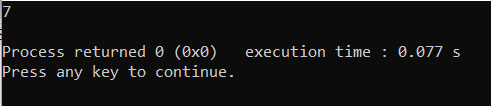 7
Process returned 0 (0x0)   execution time : 0.077 s
Press any key to continue.